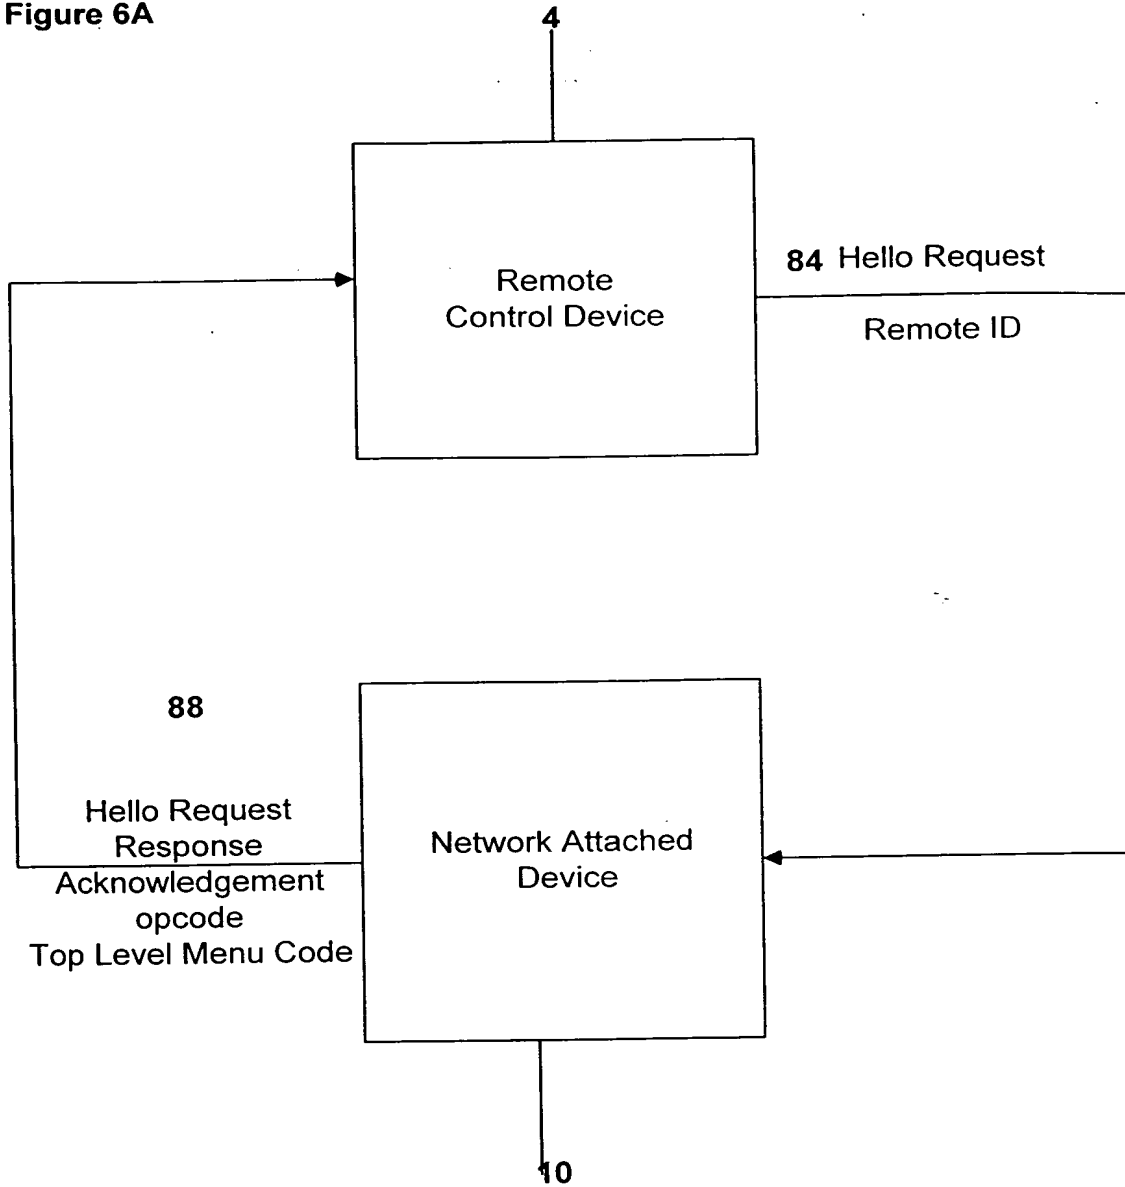 Figure 6A
4
Remote
Control Device
84 Hello Request
Remote ID
88
Hello Request
Response
Acknowledgement
opcode
Top Level Menu Code
Network Attached
Device
10